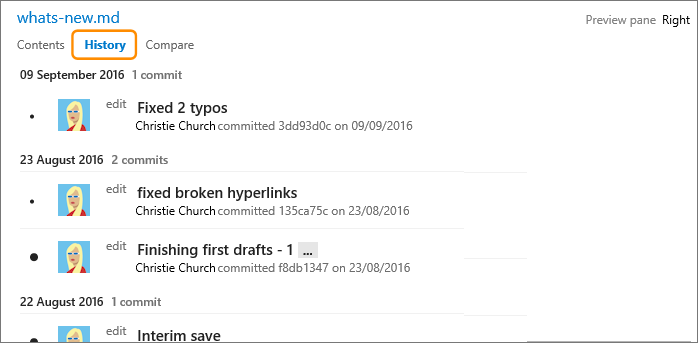 whats-new.md
Preview pane Right
Contents History Compare
09 September 2016 1 commit
edit Fixed 2 typos
Christie Church committed 3dd93d0c on 09/09/2016
23 August 2016 2 commits
edit fixed broken hyperlinks
Christie Church committed 135ca75c on 23/08/2016
edit Finishing first drafts - 1 ...
Christie Church committed f8db1347 on 23/08/2016
22 August 2016 1 commit
edit Interim save